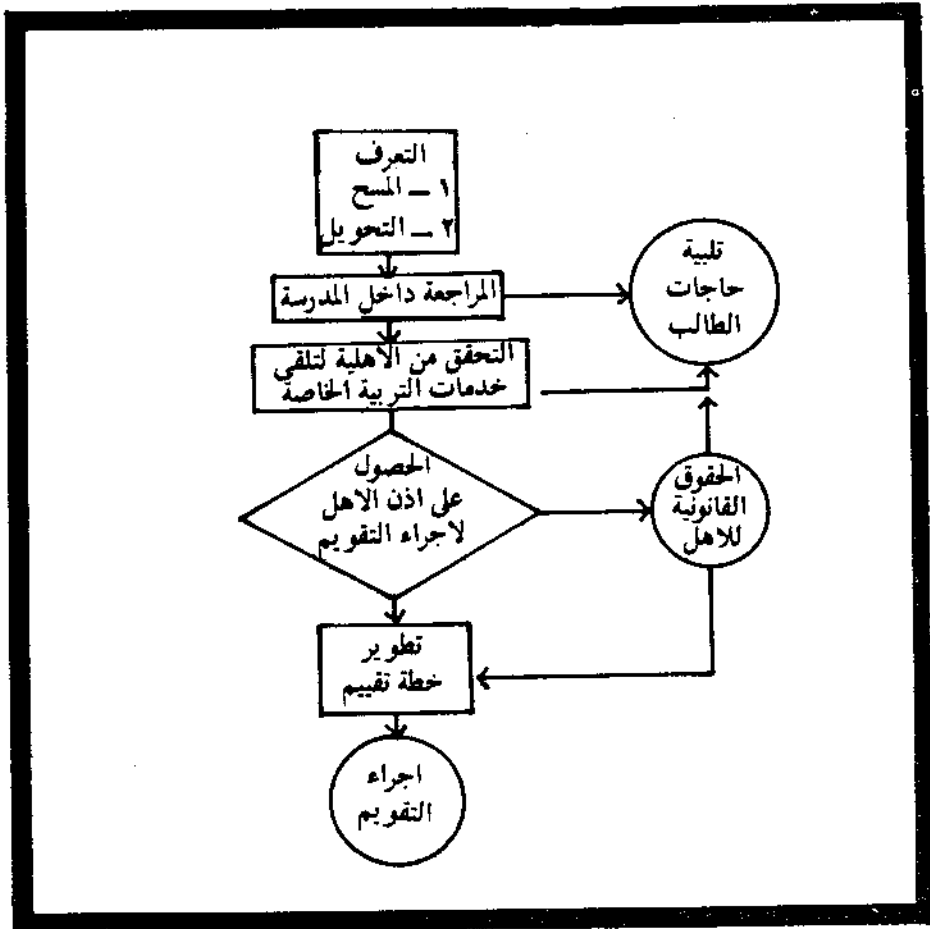 التعرف
١ — المسح
٢ — التحويل
المراجعة داخل المدرسة
تلبية
حاجات
الطالب
التحقق من الاهلية لتلقي
خدمات التربية الخاصة
الحصول
على اذن الاهل
لاجراء التقويم
الحقوق
القانونية
للاهل
تطوير
خطة تقييم
اجراء
التقويم